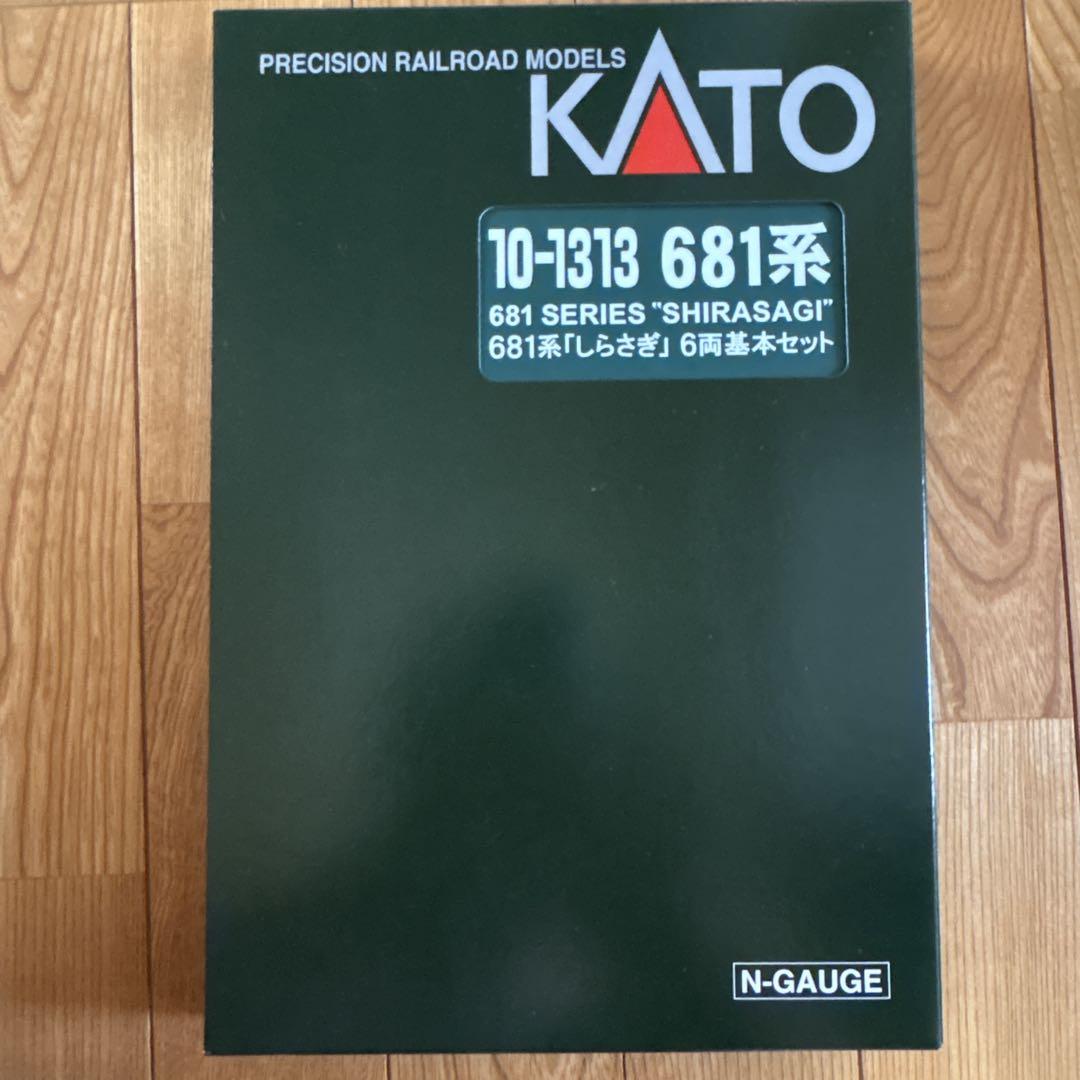 PRECISION RAILROAD MODELS
KATO
10-1313 681系
681 SERIES "SHIRASAGI"
681系「しらさぎ」 6両基本セット
N-GAUGE